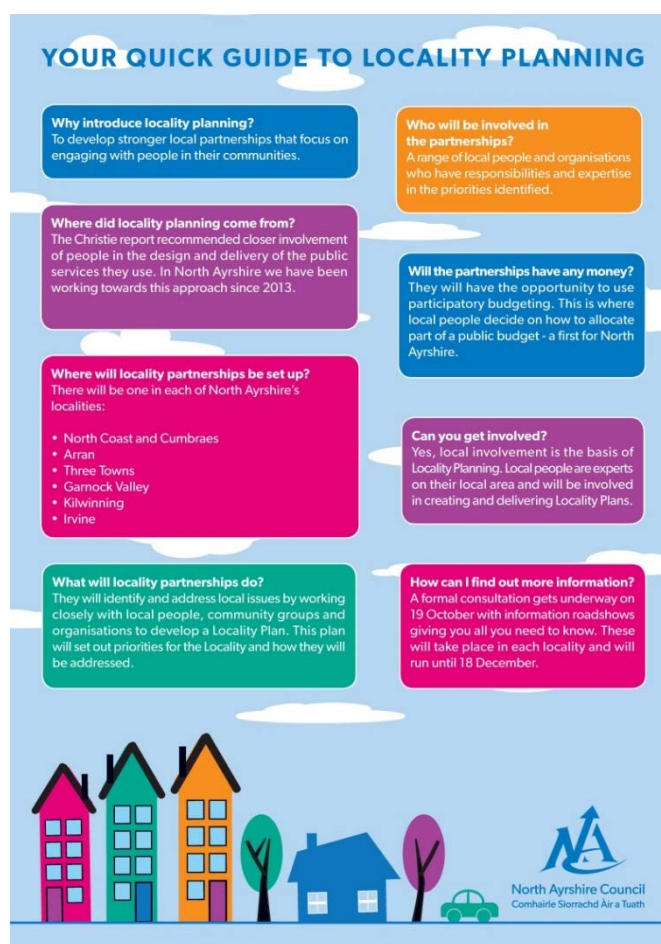 YOUR QUICK GUIDE TO LOCALITY PLANNING
Why introduce locality planning?
To develop stronger local partnerships that focus on
engaging with people in their communities.
Where did locality planning come from?
The Christie report recommended closer involvement
of people in the design and delivery of the public
services they use. In North Ayrshire we have been
working towards this approach since 2013.
Where will locality partnerships be set up?
There will be one in each of North Ayrshire's
localities:
• North Coast and Cumbraes
• Arran
• Three Towns
• Garnock Valley
• Kilwinning
• Irvine
What will locality partnerships do?
They will identify and address local issues by working
closely with local people, community groups and
organisations to develop a Locality Plan. This plan
will set out priorities for the Locality and how they will
be addressed.
Who will be involved in
the partnerships?
A range of local people and organisations
who have responsibilities and expertise
in the priorities identified.
Will the partnerships have any money?
They will have the opportunity to use
participatory budgeting. This is where
local people decide on how to allocate
part of a public budget - a first for North
Ayrshire.
Can you get involved?
Yes, local involvement is the basis of
Locality Planning. Local people are experts
on their local area and will be involved
in creating and delivering Locality Plans.
How can I find out more information?
A formal consultation gets underway on
19 October with information roadshows
giving you all you need to know. These
will take place in each locality and will
run until 18 December.
NA
North Ayrshire Council
Comhairle Siorrachd Àir a Tuath